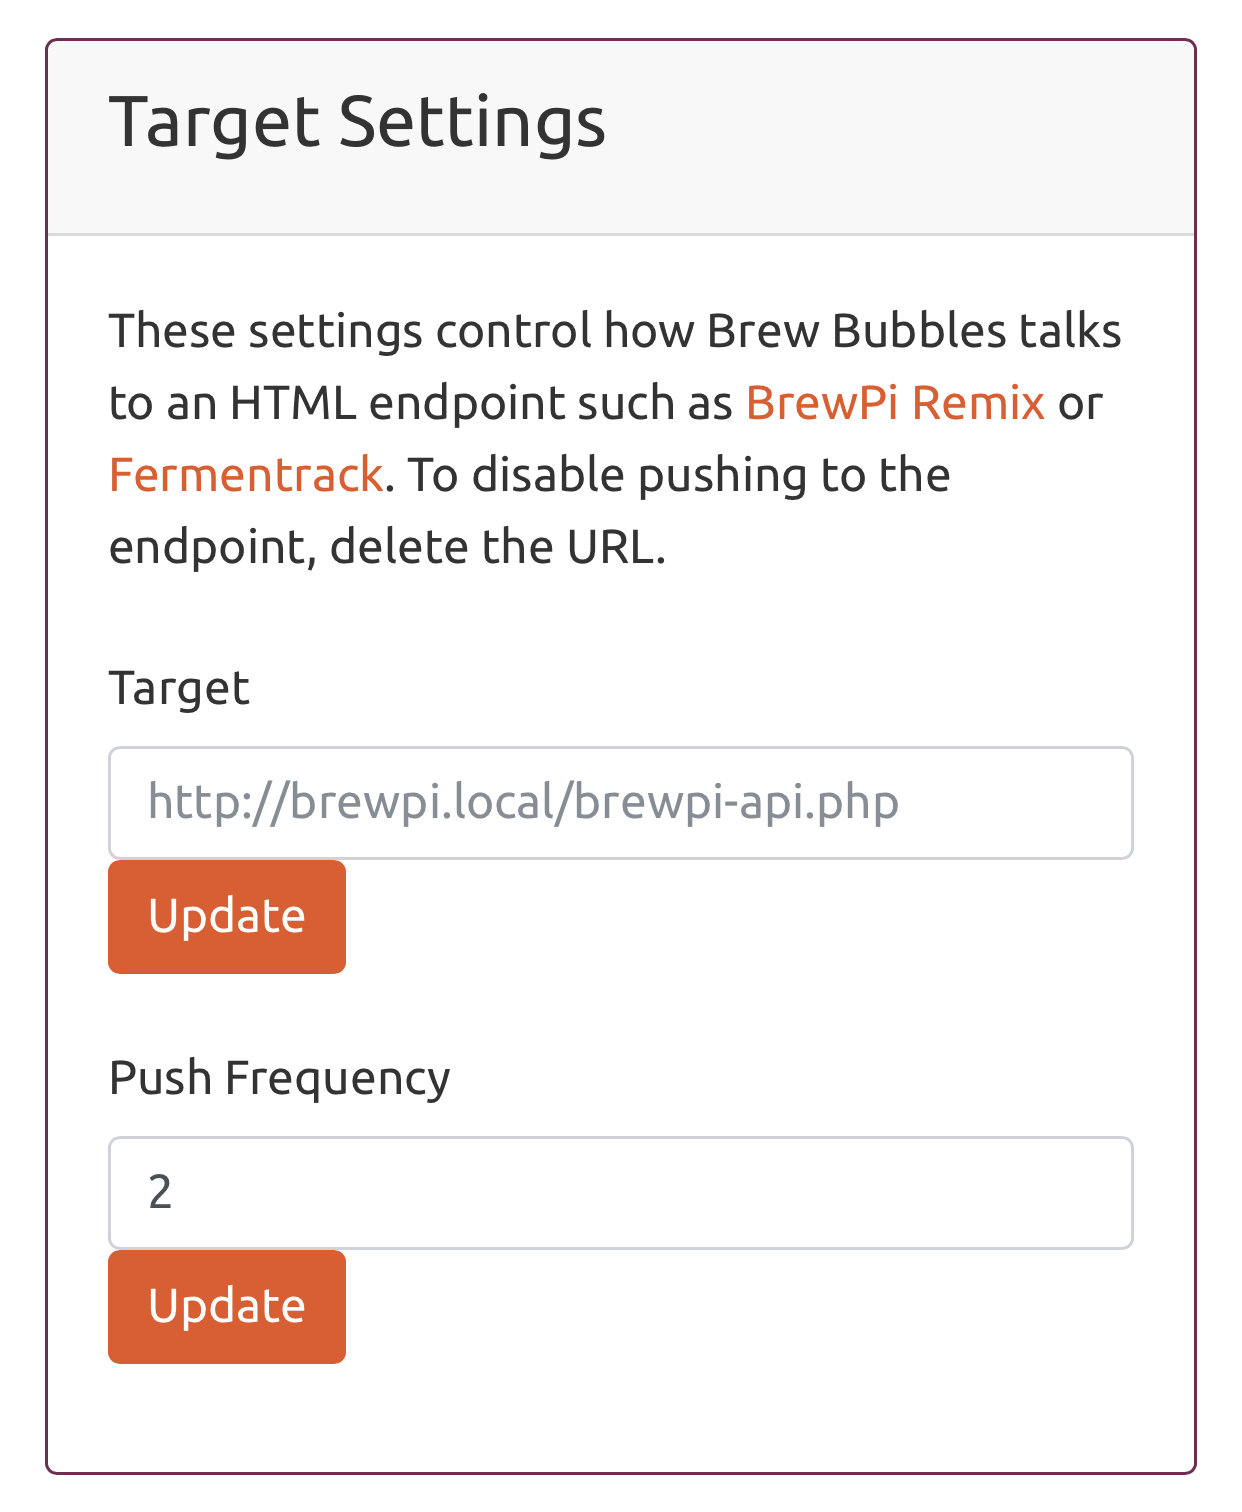 Target Settings
These settings control how Brew Bubbles talks
to an HTML endpoint such as BrewPi Remix or
Fermentrack. To disable pushing to the
endpoint, delete the URL.
Target
http://brewpi.local/brewpi-api.php
Update
Push Frequency
2
Update